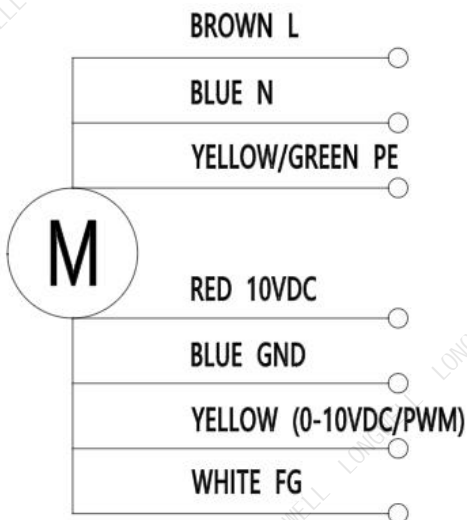 BROWN L
BLUE N
YELLOW/GREEN PE
M
RED 10VDC
BLUE GND
YELLOW (0-10VDC/PWM)
WHITE FG